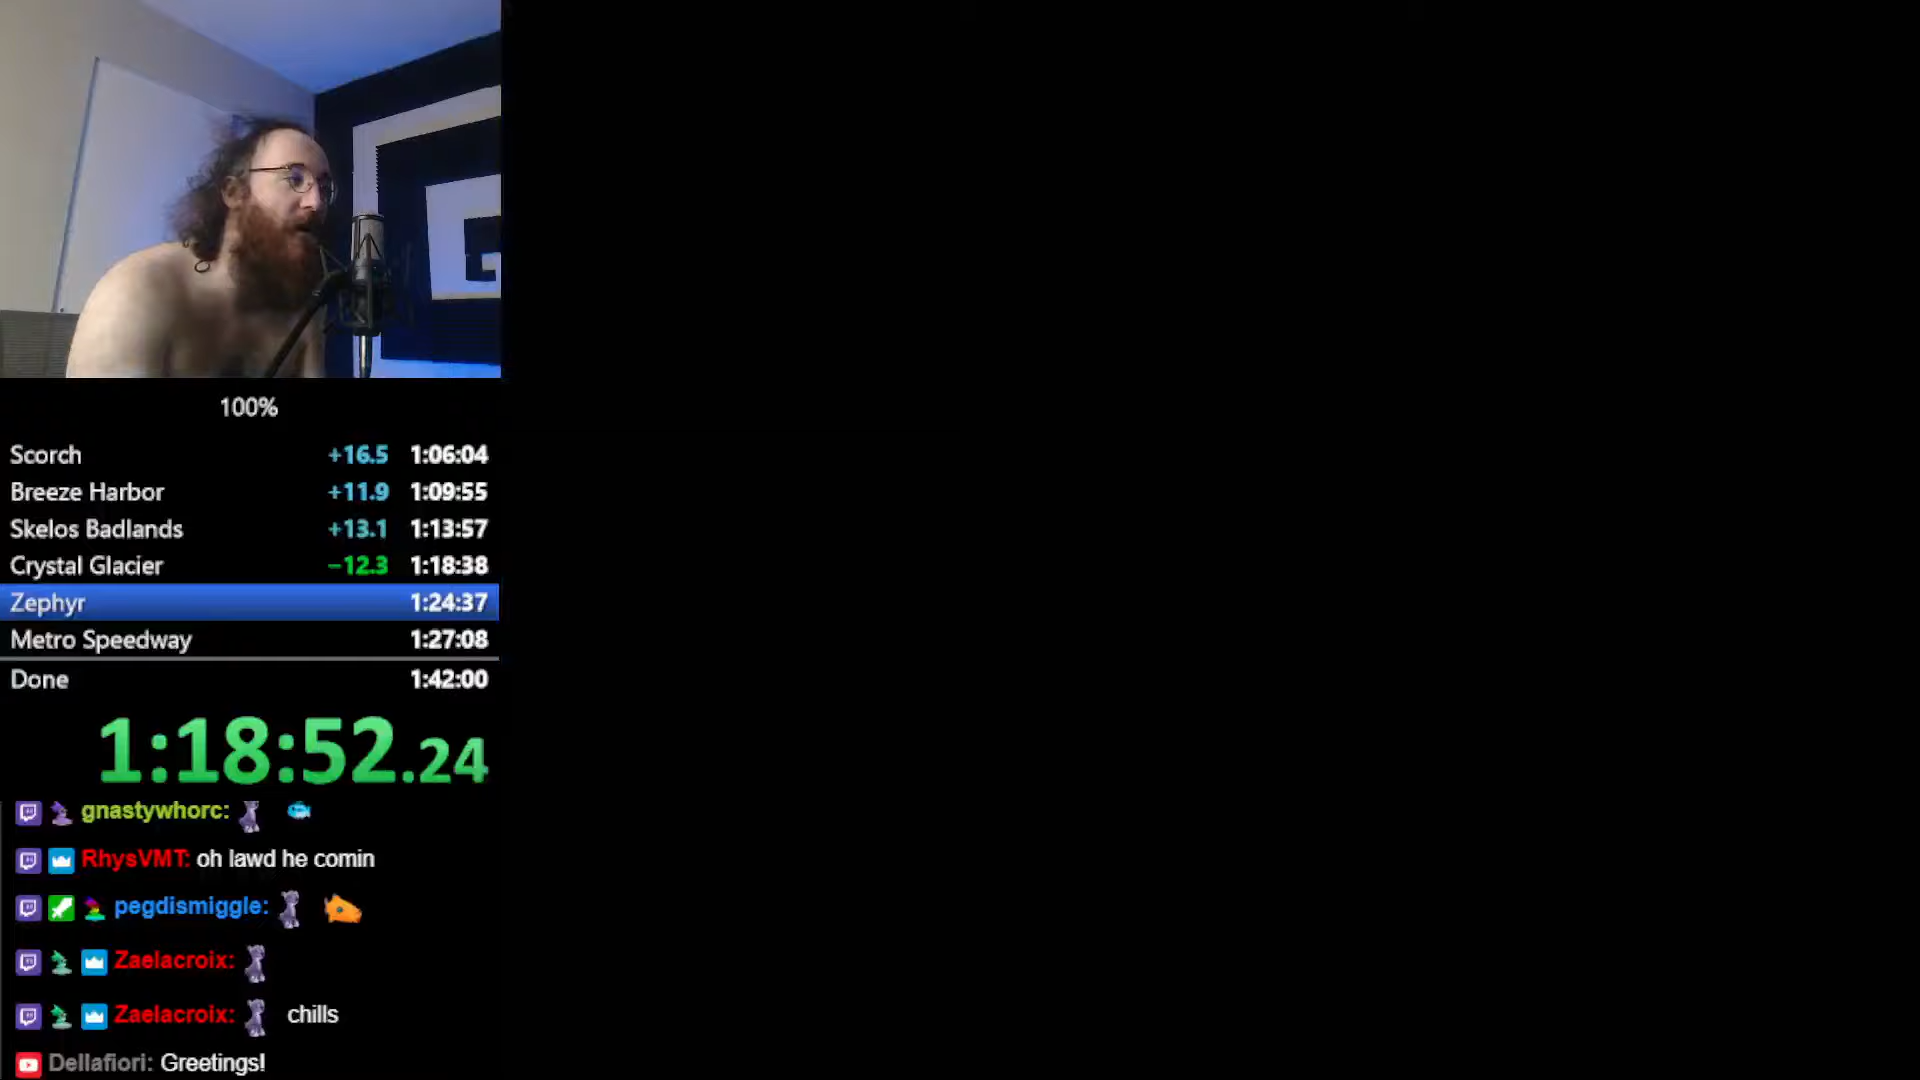 100%
Scorch +16.5 1:06:04
Breeze Harbor +11.9 1:09:55
Skelos Badlands +13.1 1:13:57
Crystal Glacier −12.3 1:18:38
Zephyr 1:24:37
Metro Speedway 1:27:08
Done 1:42:00
1:18:52.24
gnastywhorc:
RhysVMT: oh lawd he comin
pegdismiggle:
Zaelacroix:
Zaelacroix: chills
Dellafiori: Greetings!